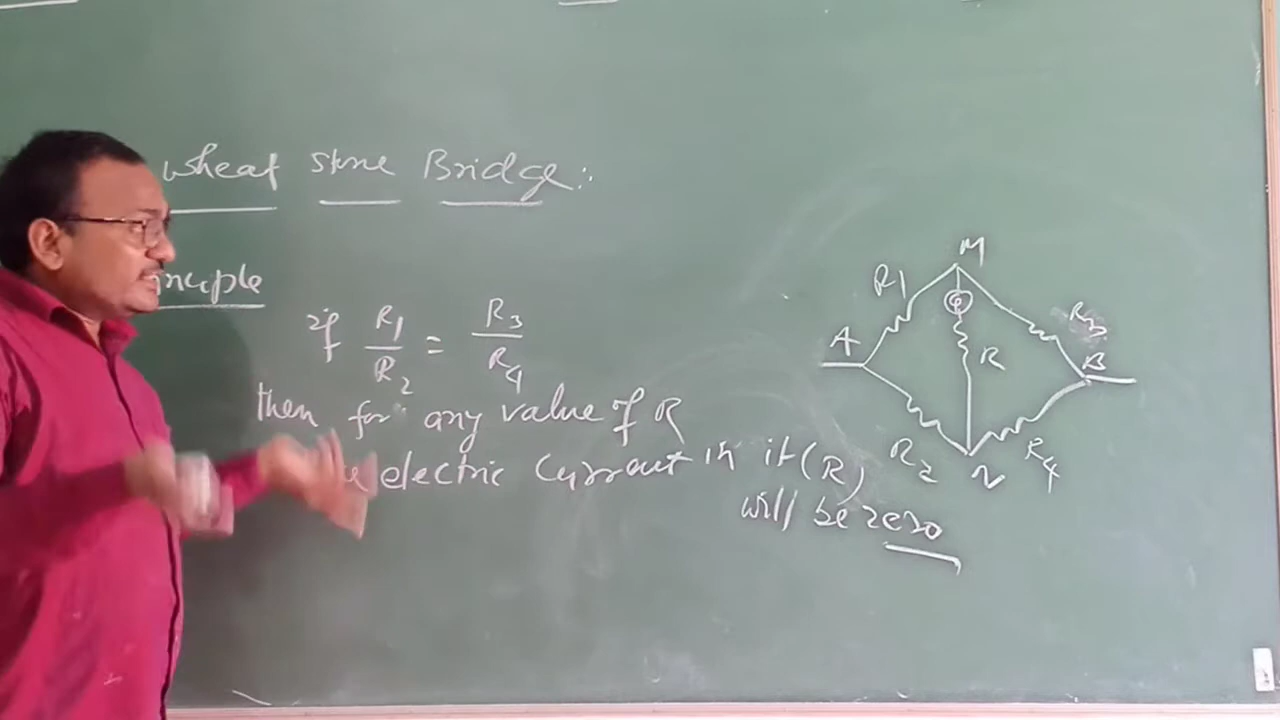 Wheat Stone Bridge:
inciple
if R1/R2 = R3/R4
then for any value of R
electric Current in it (R)
will be zero
M
R1
R3
A
G
R
B
R2
R4
N